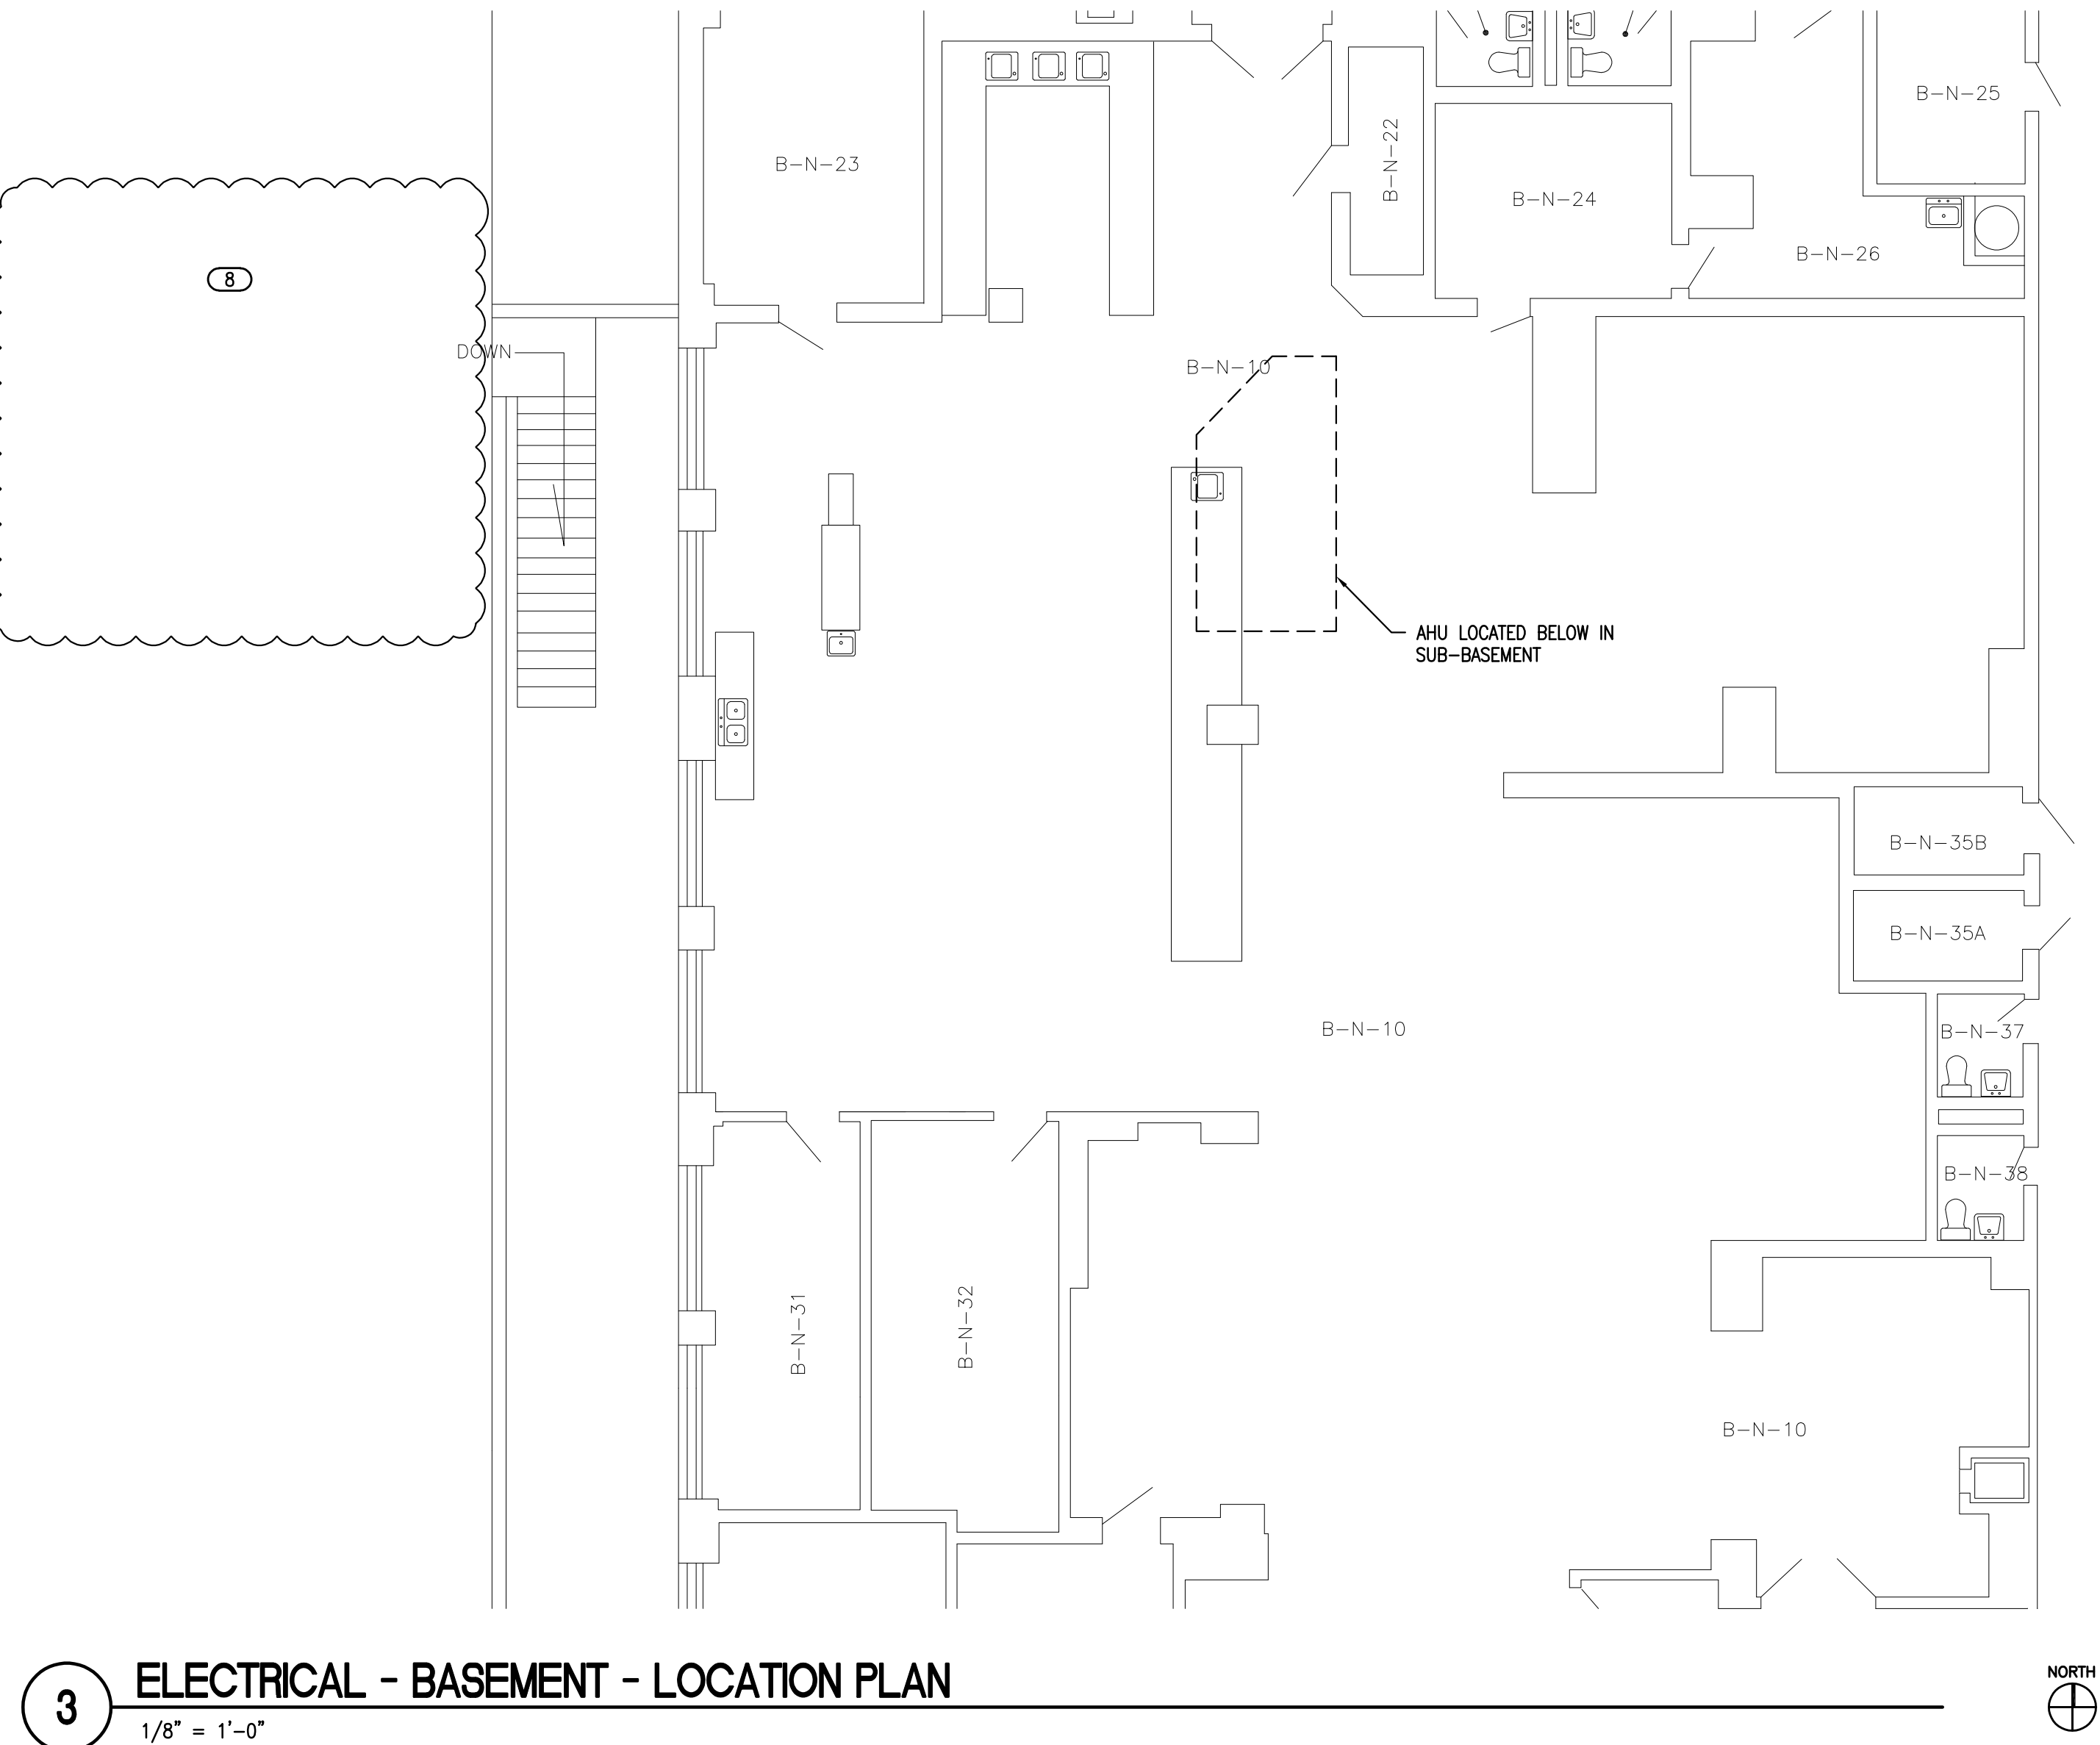 B-N-25
B-N-22
B-N-23
B-N-24
B-N-26
8
DOWN
B-N-10
AHU LOCATED BELOW IN
SUB-BASEMENT
B-N-35B
B-N-35A
B-N-10
B-N-37
B-N-38
B-N-31
B-N-32
B-N-10
3
ELECTRICAL - BASEMENT - LOCATION PLAN
1/8" = 1'-0"
NORTH